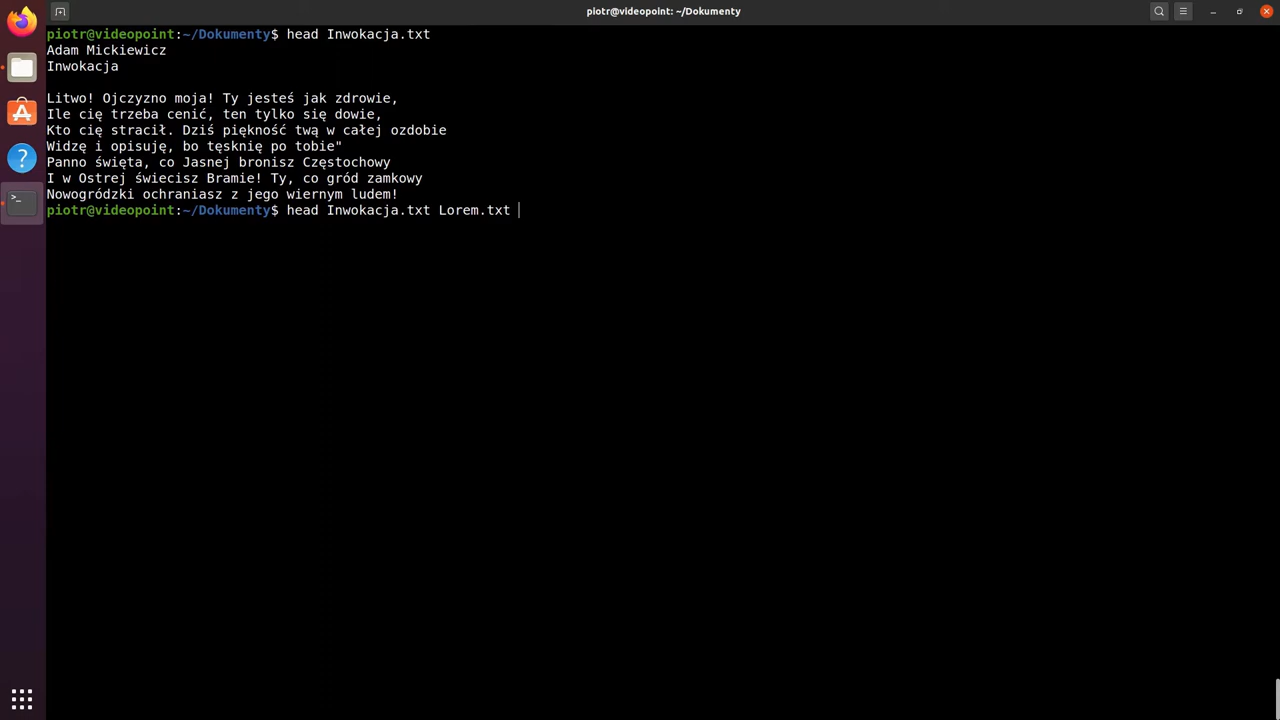 piotr@videopoint: ~/Dokumenty
piotr@videopoint:~/Dokumenty$ head Inwokacja.txt
Adam Mickiewicz
Inwokacja
Litwo! Ojczyzno moja! Ty jesteś jak zdrowie,
Ile cię trzeba cenić, ten tylko się dowie,
Kto cię stracił. Dziś piękność twą w całej ozdobie
Widzę i opisuję, bo tęsknię po tobie"
Panno święta, co Jasnej bronisz Częstochowy
I w Ostrej świecisz Bramie! Ty, co gród zamkowy
Nowogródzki ochraniasz z jego wiernym ludem!
piotr@videopoint:~/Dokumenty$ head Inwokacja.txt Lorem.txt